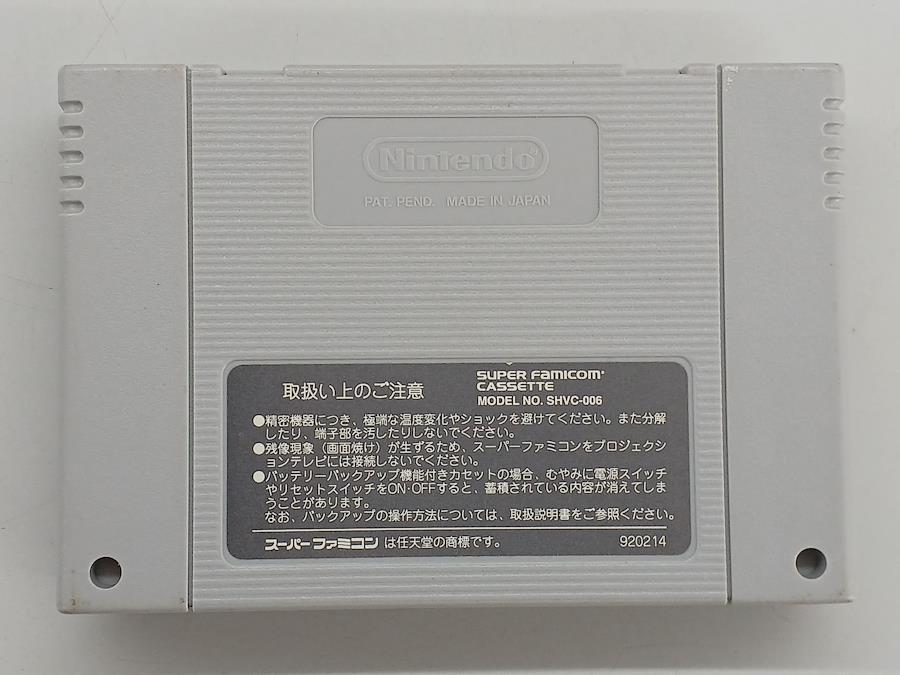 Nintendo®
PAT. PEND. MADE IN JAPAN
取扱い上のご注意
SUPER FAMICOM®
CASSETTE
MODEL NO. SHVC-006
●精密機器につき、極端な温度変化やショックを避けてください。また分解
したり、端子部を汚したりしないでください。
●残像現象（画面焼け）が生ずるため、スーパーファミコンをプロジェクシ
ョンテレビには接続しないでください。
●バッテリーバックアップ機能付きカセットの場合、むやみに電源スイッチ
やリセットスイッチをON・OFFすると、蓄積されている内容が消えてしま
うことがあります。
なお、バックアップの操作方法については、取扱説明書をご参照ください。
スーパーファミコン は任天堂の商標です。
920214